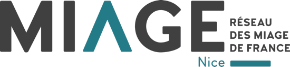 MIAGE
RÉSEAU
DES MIAGE
DE FRANCE
Nice